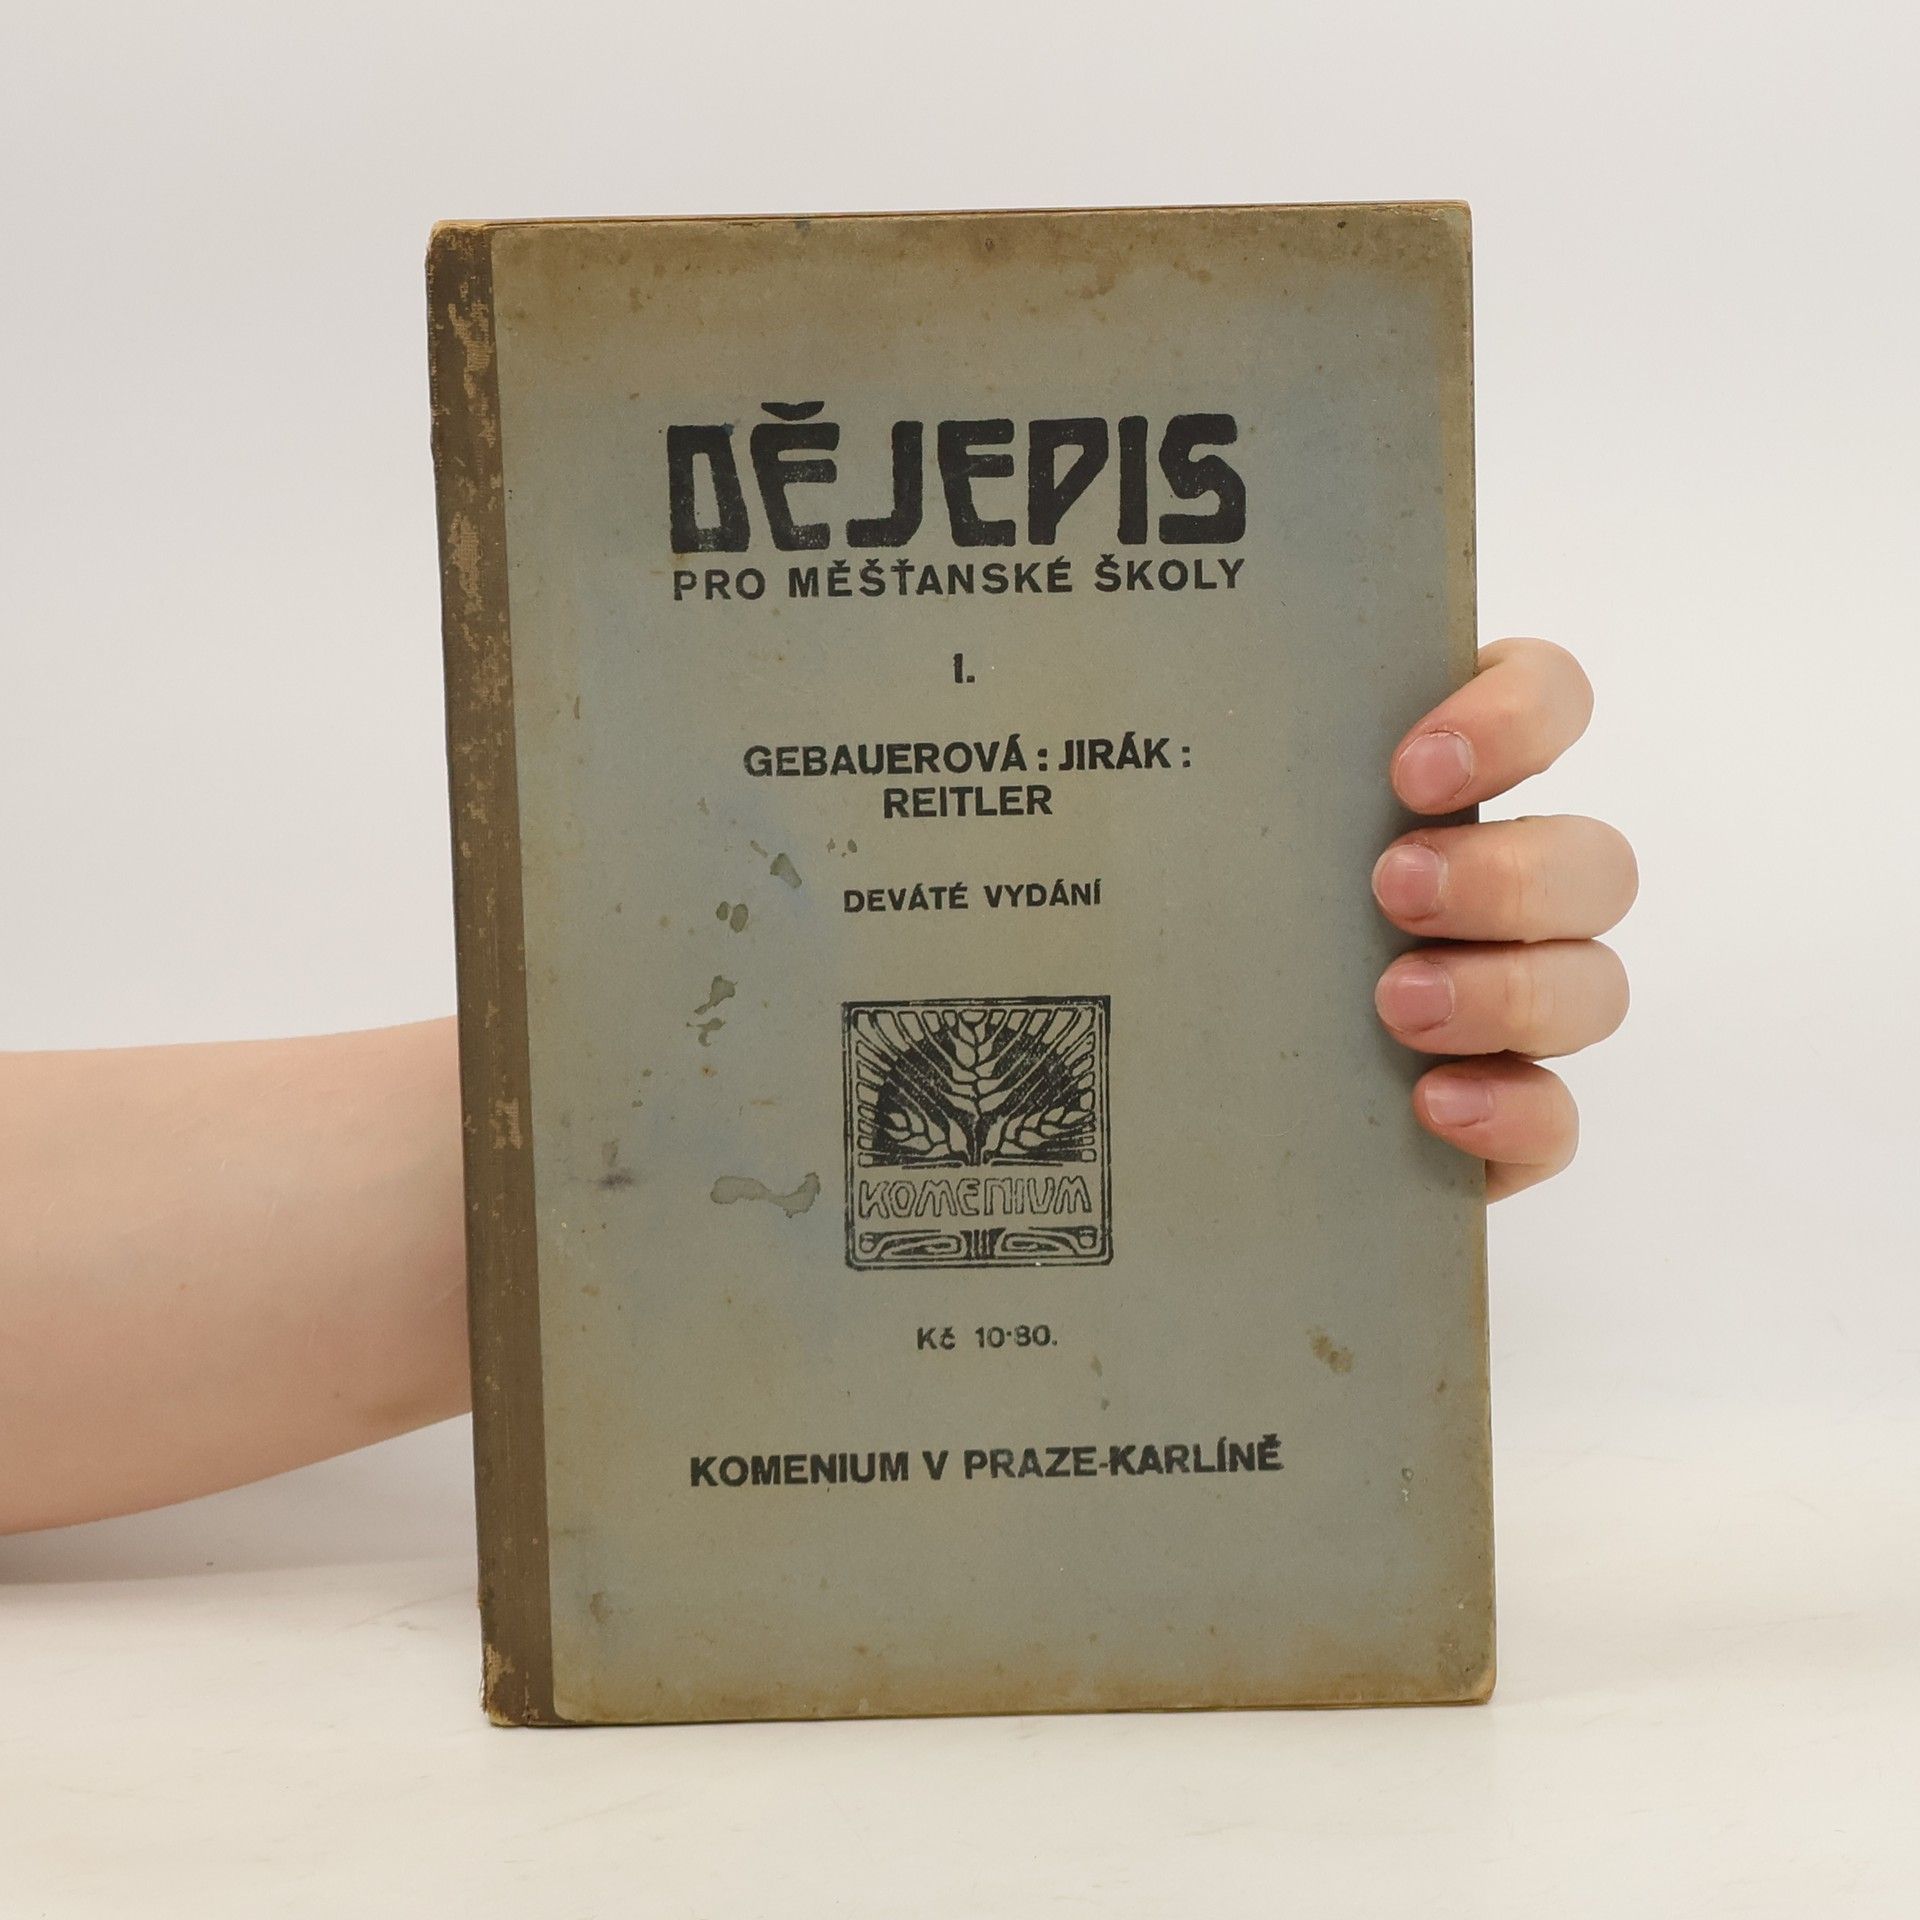 DĚJEPIS
PRO MĚŠŤANSKÉ ŠKOLY
I.
GEBAUEROVÁ : JIRÁK :
REITLER
DEVÁTÉ VYDÁNÍ
KOMENIUM
Kč 10·80.
KOMENIUM V PRAZE-KARLÍNĚ